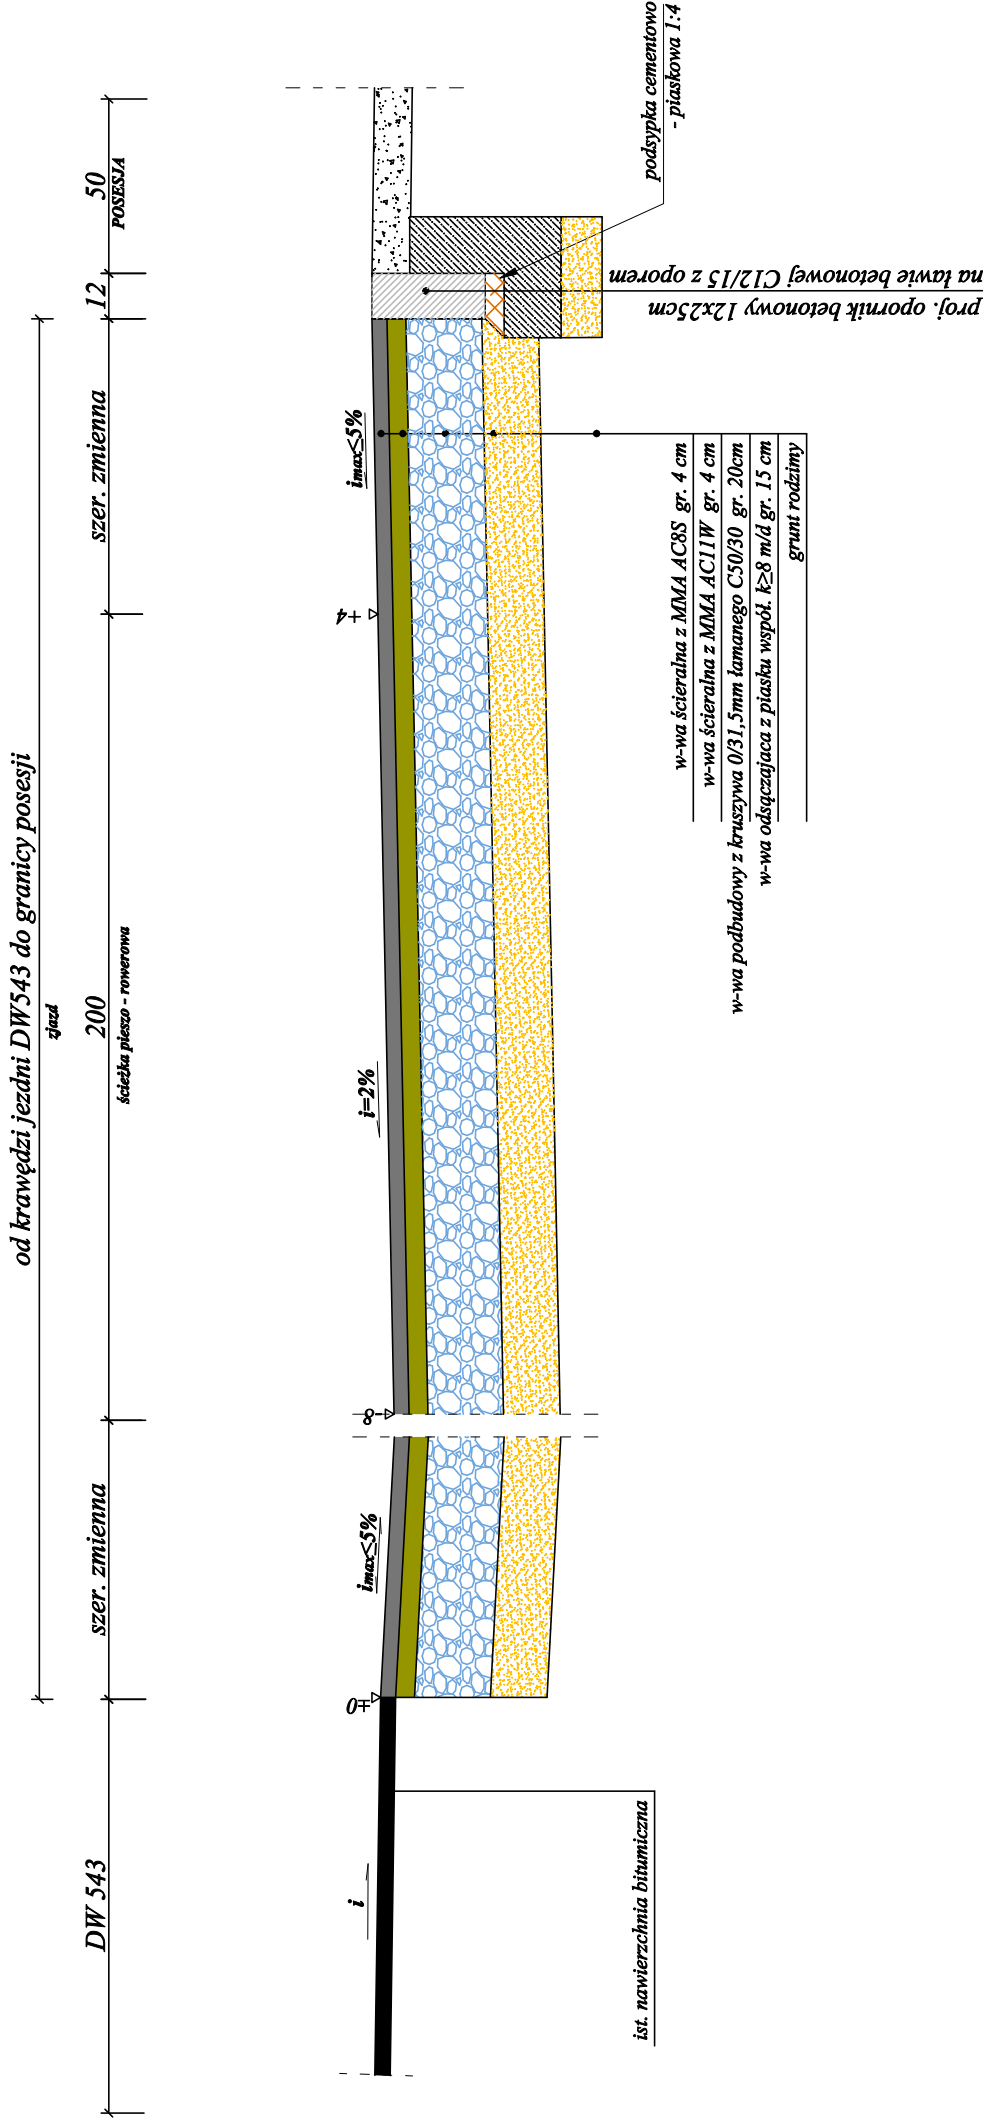 od krawędzi jezdni DW543 do granicy posesji
zjazd
DW 543
szer. zmienna
200
ścieżka pieszo - rowerowa
szer. zmienna
12
50
POSESJA
i
±0
imax≤5%
-8
i=2%
+4
imax≤5%
ist. nawierzchnia bitumiczna
w-wa ścieralna z MMA AC8S gr. 4 cm
w-wa ścieralna z MMA AC11W gr. 4 cm
w-wa podbudowy z kruszywa 0/31,5mm łamanego C50/30 gr. 20cm
w-wa odsączajaca z piasku współ. k≥8 m/d gr. 15 cm
grunt rodzimy
podsypka cementowo
- piaskowa 1:4
proj. opornik betonowy 12x25cm
na ławie betonowej C12/15 z oporem